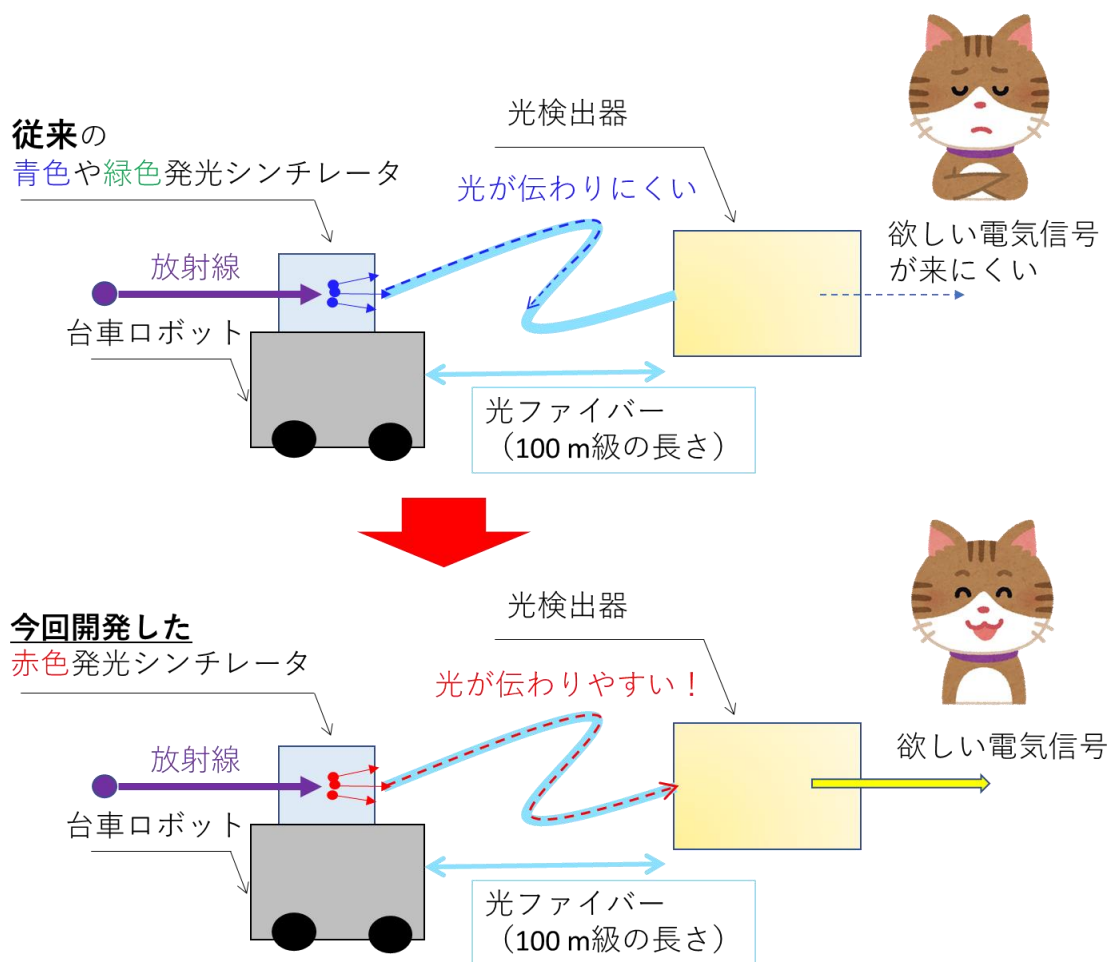 光検出器
従来の
青色や緑色発光シンチレータ
光が伝わりにくい
欲しい電気信号
が来にくい
放射線
台車ロボット
光ファイバー
（100 m級の長さ）
光検出器
今回開発した
赤色発光シンチレータ
光が伝わりやすい！
欲しい電気信号
放射線
台車ロボット
光ファイバー
（100 m級の長さ）